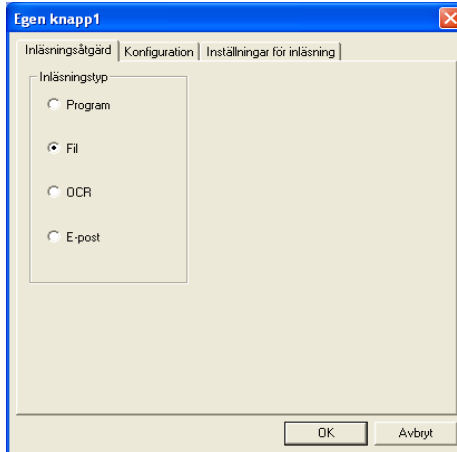 Egen knapp1
Inläsningsåtgärd Konfiguration Inställningar för inläsning
Inläsningstyp
Program
Fil
OCR
E-post
OK Avbryt